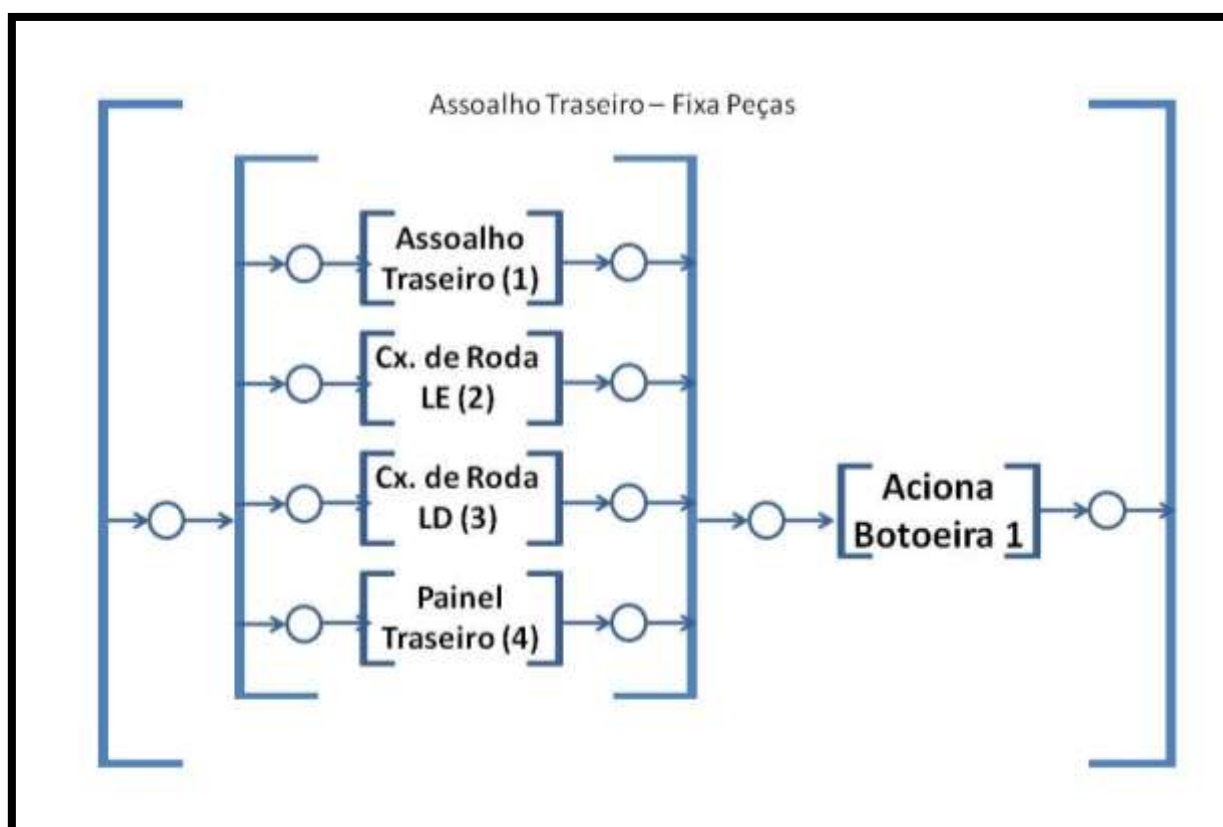 Assoalho Traseiro – Fixa Peças
Assoalho
Traseiro (1)
Cx. de Roda
LE (2)
Cx. de Roda
LD (3)
Painel
Traseiro (4)
Aciona
Botoeira 1